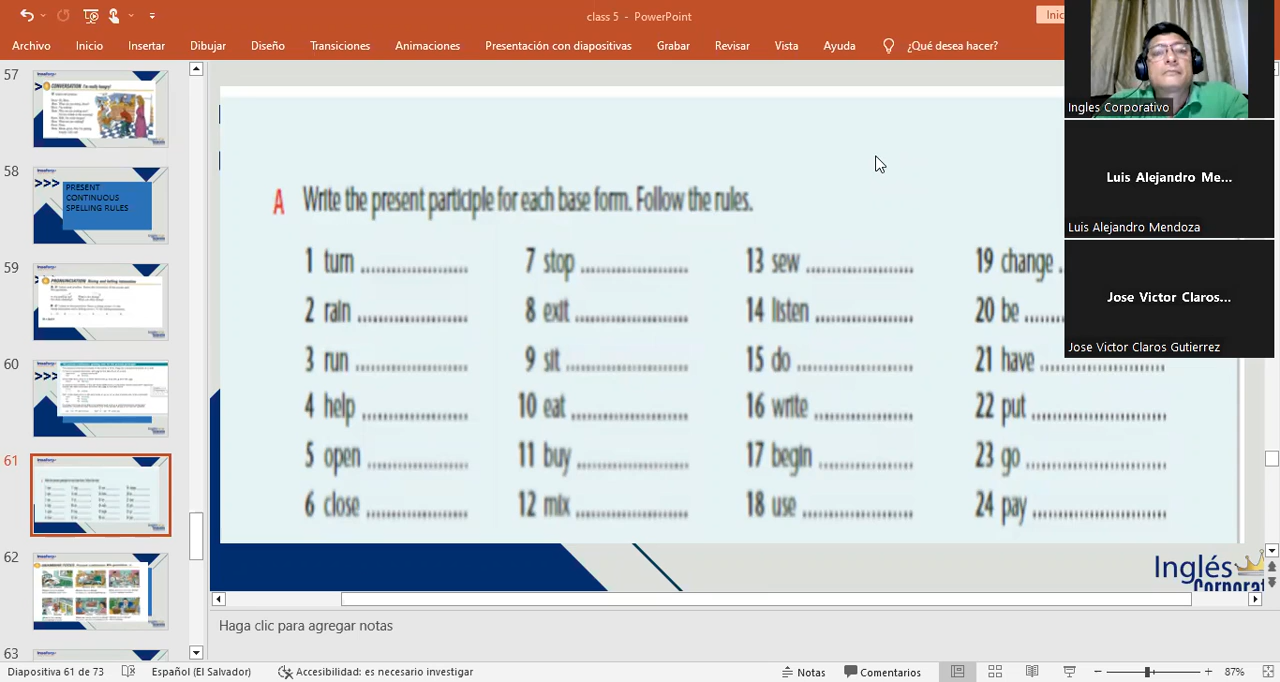 class 5 - PowerPoint
Inic
Archivo Inicio Insertar Dibujar Diseño Transiciones Animaciones Presentación con diapositivas Grabar Revisar Vista Ayuda ¿Qué desea hacer?
57
CONVERSATION I'm really hungry!
58
>>> PRESENT
CONTINUOUS
SPELLING RULES
59
PRONUNCIATION
60
>>>
61
62
63
A Write the present participle for each base form. Follow the rules.
1 turn ..................
2 rain ..................
3 run ..................
4 help ..................
5 open ..................
6 close ..................
7 stop ..................
8 exit ..................
9 sit ..................
10 eat ..................
11 buy ..................
12 mix ..................
13 sew ..................
14 listen ..................
15 do ..................
16 write ..................
17 begin ..................
18 use ..................
19 change .
20 be ......
21 have ..................
22 put ..................
23 go ..................
24 pay ..................
Inglés
Corporat
Ingles Corporativo
Luis Alejandro Me...
Luis Alejandro Mendoza
Jose Victor Claros...
Jose Victor Claros Gutierrez
Haga clic para agregar notas
Diapositiva 61 de 73 Español (El Salvador) Accesibilidad: es necesario investigar Notas Comentarios 87%